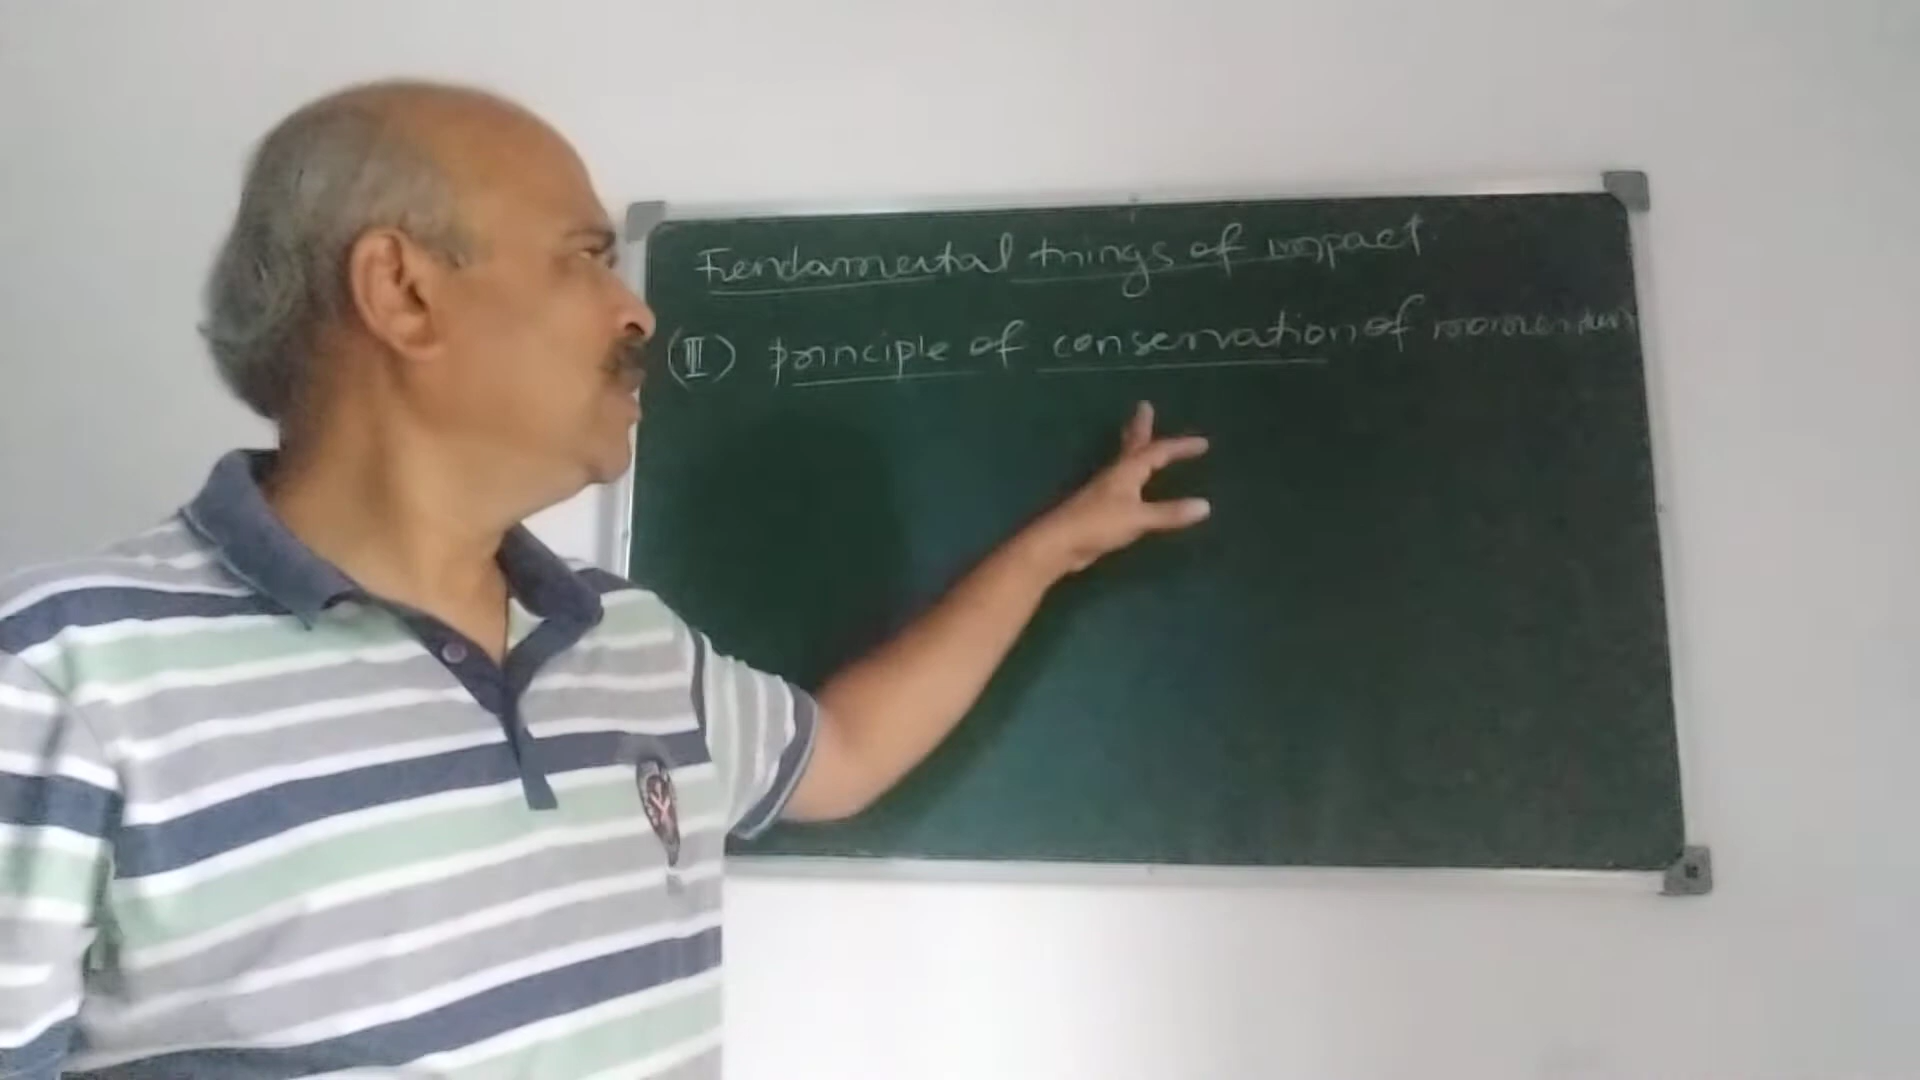 Fundamental things of impact
(II) principle of conservation of momentum